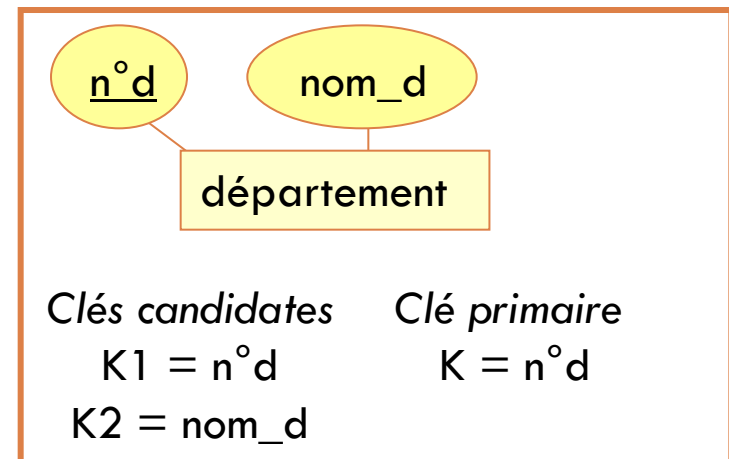 n°d nom_d
département
Clés candidates Clé primaire
K1 = n°d K = n°d
K2 = nom_d